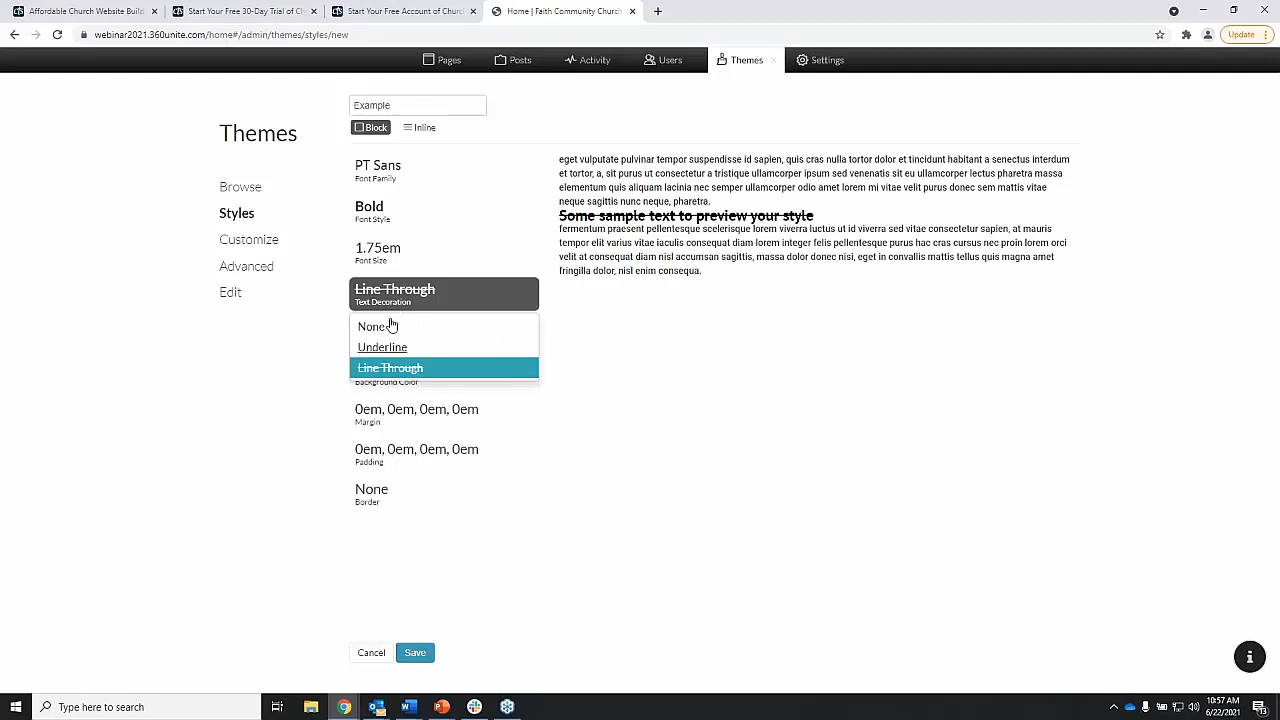 Affordable Church Website Build
Start Your Free 30-Day Trial of Ch
Start Your Free Account of Churc
Home | Faith Community Church
webinar2021.360unite.com/home#/admin/themes/styles/new
Update
Pages
Posts
Activity
Users
Themes
Settings
Example
Block
Inline
Themes
Browse
Styles
Customize
Advanced
Edit
PT Sans
Font Family
Bold
Font Style
1.75em
Font Size
Line Through
Text Decoration
None
Underline
Line Through
Background Color
0em, 0em, 0em, 0em
Margin
0em, 0em, 0em, 0em
Padding
None
Border
eget vulputate pulvinar tempor suspendisse id sapien, quis cras nulla tortor dolor et tincidunt habitant a senectus interdum
et tortor, a, sit purus ut consectetur a tristique ullamcorper ipsum sed venenatis sit eu ullamcorper lectus pharetra massa
elementum quis aliquam lacinia nec semper ullamcorper odio amet lorem mi vitae velit purus donec sem mattis vitae
neque sagittis nunc neque, pharetra.
Some sample text to preview your style
fermentum praesent pellentesque scelerisque lorem viverra luctus ut id viverra sed vitae consectetur sapien, at mauris
tempor elit varius vitae iaculis consequat diam lorem integer felis pellentesque purus hac cras cursus nec proin lorem orci
velit at consequat diam nisl accumsan sagittis, massa dolor donec nisi, eget in convallis mattis tellus quis magna amet
fringilla dolor, nisl enim consequa.
Cancel
Save
Type here to search
10:57 AM
6/22/2021